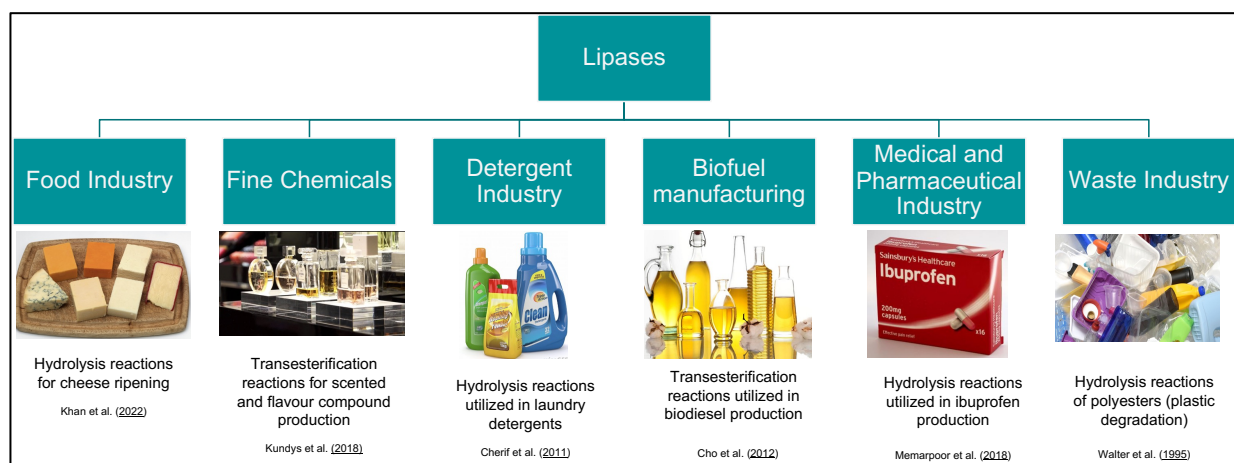 Lipases
Food Industry
Fine Chemicals
Detergent
Industry
Biofuel
manufacturing
Medical and
Pharmaceutical
Industry
Waste Industry
Clean
Sainsbury's Healthcare
Ibuprofen
200mg
capsules
x16
Effective pain relief
Hydrolysis reactions
for cheese ripening
Khan et al. (2022)
Transesterification
reactions for scented
and flavour compound
production
Kundys et al. (2018)
Hydrolysis reactions
utilized in laundry
detergents
Cherif et al. (2011)
Transesterification
reactions utilized in
biodiesel production
Cho et al. (2012)
Hydrolysis reactions
utilized in ibuprofen
production
Memarpoor et al. (2018)
Hydrolysis reactions
of polyesters (plastic
degradation)
Walter et al. (1995)